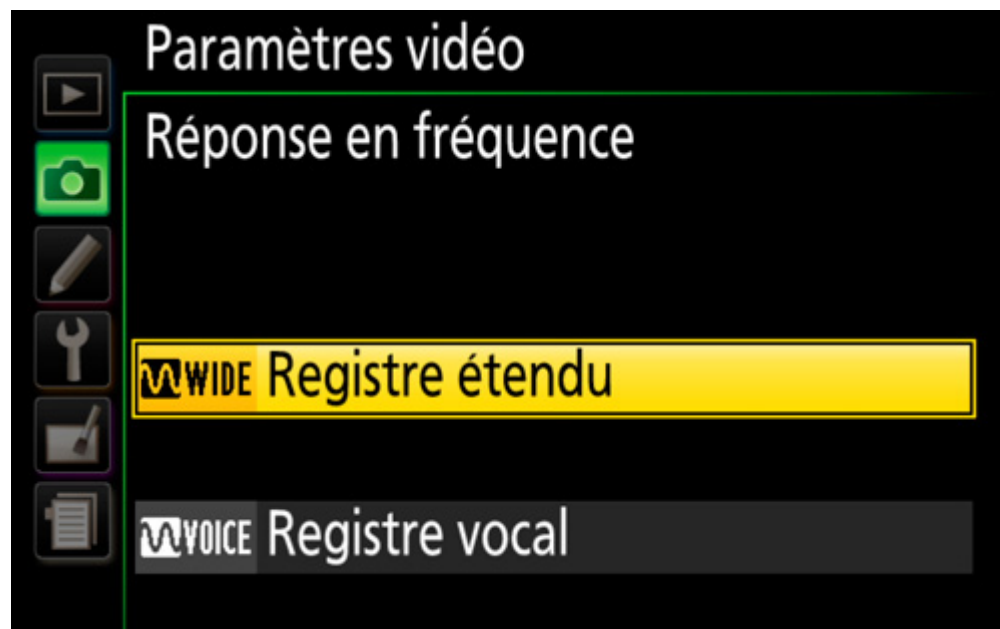 Paramètres vidéo
Réponse en fréquence
WIDE Registre étendu
VOICE Registre vocal